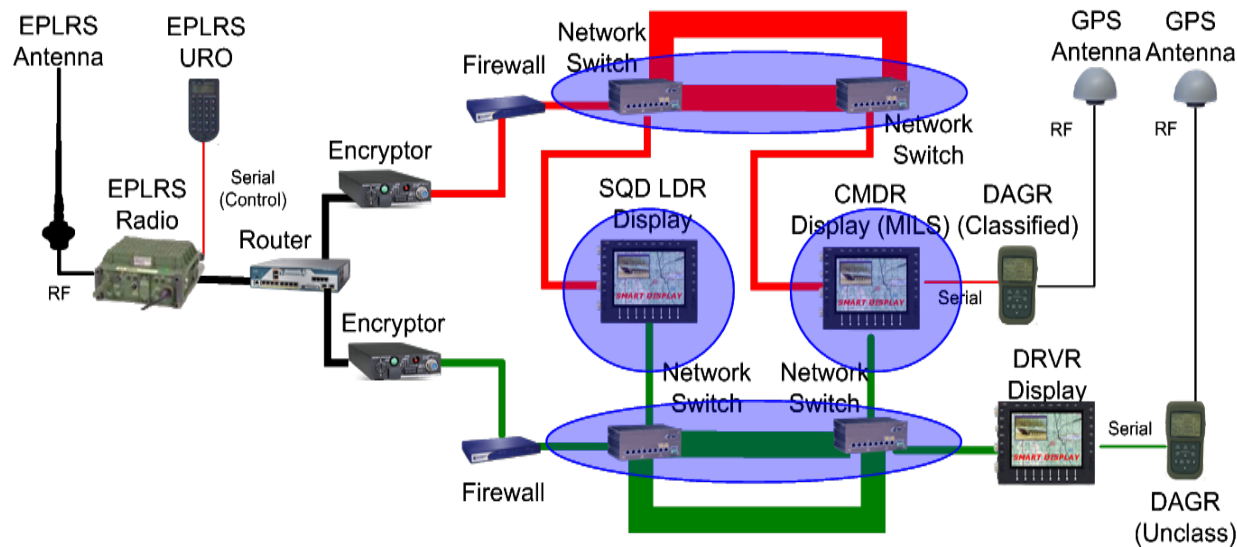 EPLRS
Antenna
EPLRS
URO
Network
Switch
Firewall
GPS
Antenna
GPS
Antenna
RF
RF
Network
Switch
Encryptor
EPLRS
Radio
Serial
(Control)
Router
RF
SQD LDR
Display
SMART DISPLAY
CMDR
Display (MILS)
SMART DISPLAY
DAGR
(Classified)
Serial
Encryptor
Network
Switch
Network
Switch
Firewall
DRVR
Display
SMART DISPLAY
Serial
DAGR
(Unclass)